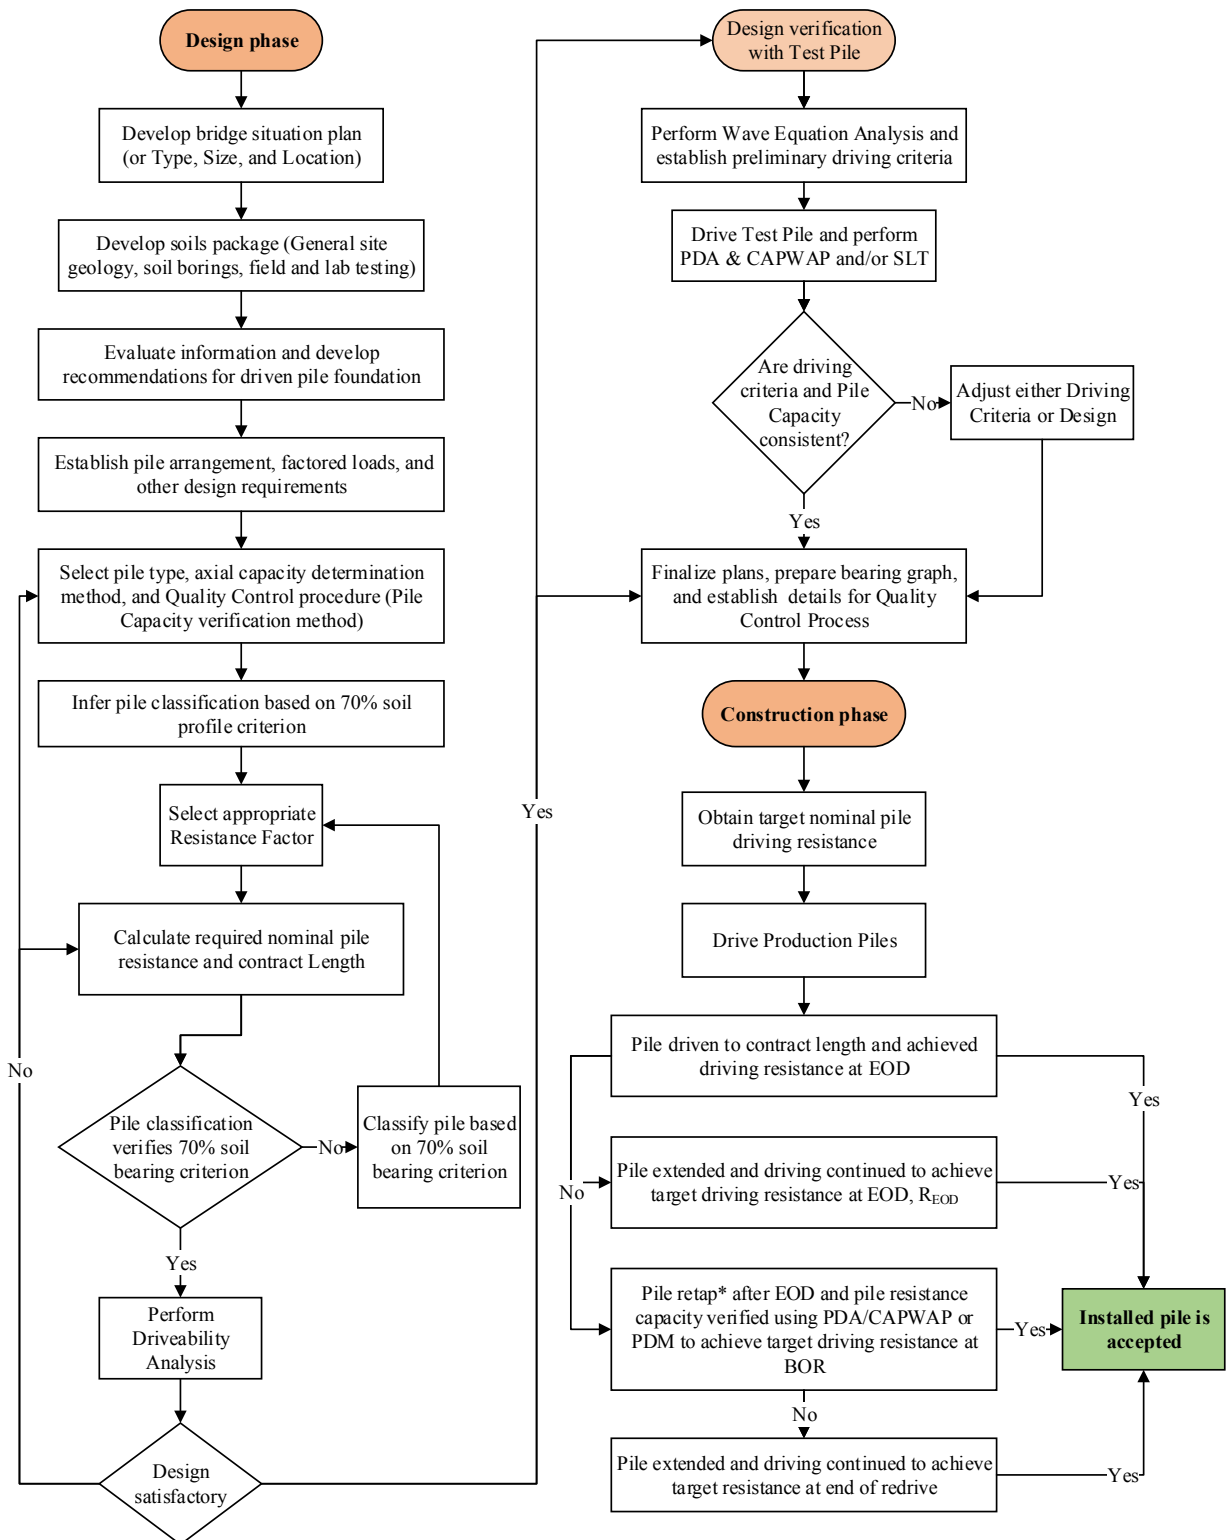 Design phase
Develop bridge situation plan
(or Type, Size, and Location)
Develop soils package (General site
geology, soil borings, field and lab testing)
Evaluate information and develop
recommendations for driven pile foundation
Establish pile arrangement, factored loads, and
other design requirements
Select pile type, axial capacity determination
method, and Quality Control procedure (Pile
Capacity verification method)
Infer pile classification based on 70% soil
profile criterion
Select appropriate
Resistance Factor
Calculate required nominal pile
resistance and contract Length
No
Pile classification
verifies 70% soil
bearing criterion
No
Classify pile based
on 70% soil
bearing criterion
Yes
Perform
Driveability
Analysis
Design
satisfactory
Yes
Design verification
with Test Pile
Perform Wave Equation Analysis and
establish preliminary driving criteria
Drive Test Pile and perform
PDA & CAPWAP and/or SLT
Are driving
criteria and Pile
Capacity
consistent?
No
Adjust either Driving
Criteria or Design
Yes
Finalize plans, prepare bearing graph,
and establish details for Quality
Control Process
Construction phase
Obtain target nominal pile
driving resistance
Drive Production Piles
Pile driven to contract length and achieved
driving resistance at EOD
Yes
No
Pile extended and driving continued to achieve
target driving resistance at EOD, REOD
Yes
Pile retap* after EOD and pile resistance
capacity verified using PDA/CAPWAP or
PDM to achieve target driving resistance at
BOR
Yes
Installed pile is
accepted
No
Pile extended and driving continued to achieve
target resistance at end of redrive
Yes